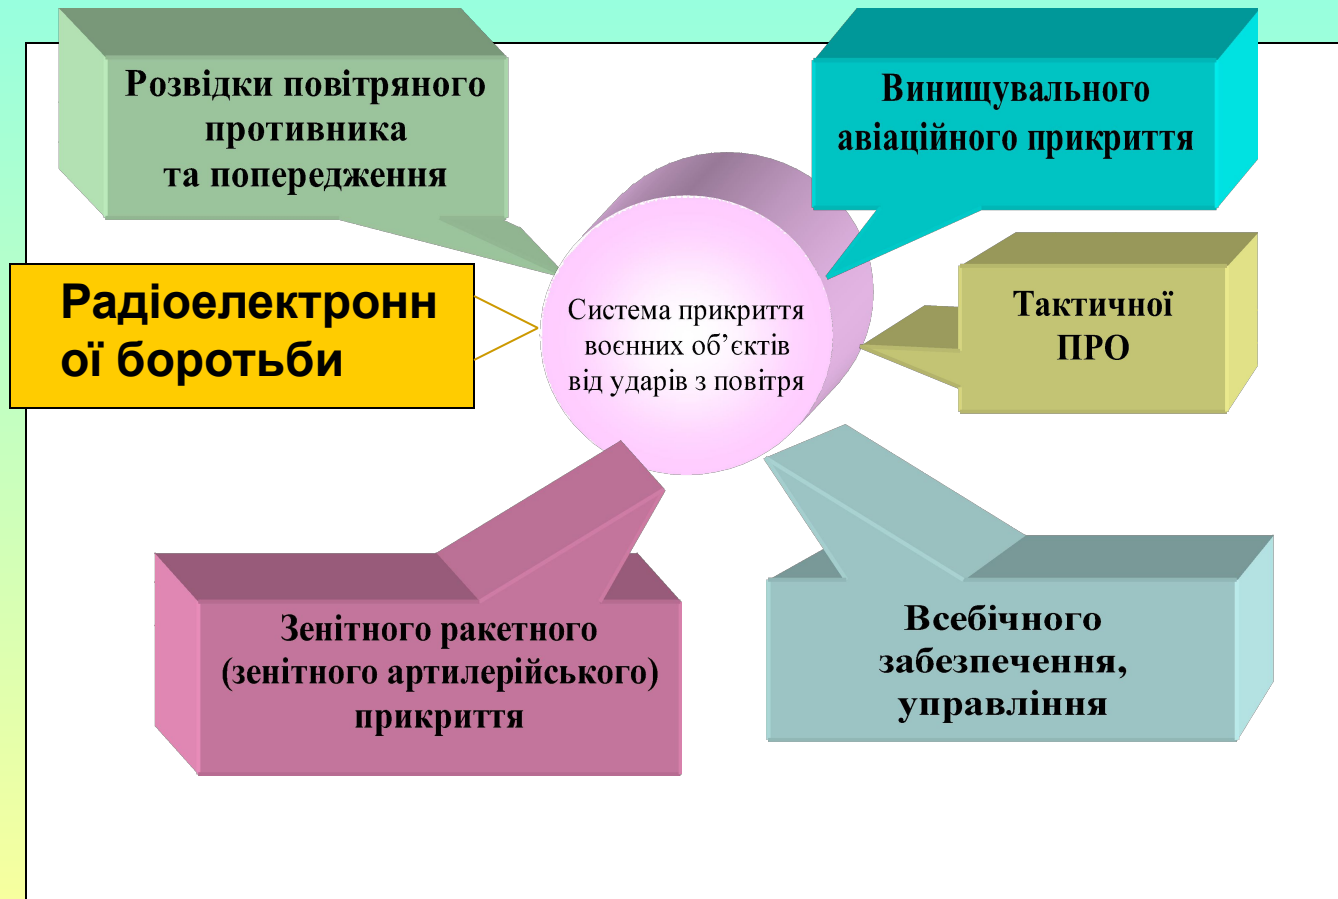 Розвідки повітряного
противника
та попередження
Винищувального
авіаційного прикриття
Радіоелектронн
ої боротьби
Система прикриття
воєнних об’єктів
від ударів з повітря
Тактичної
ПРО
Зенітного ракетного
(зенітного артилерійського)
прикриття
Всебічного
забезпечення,
управління